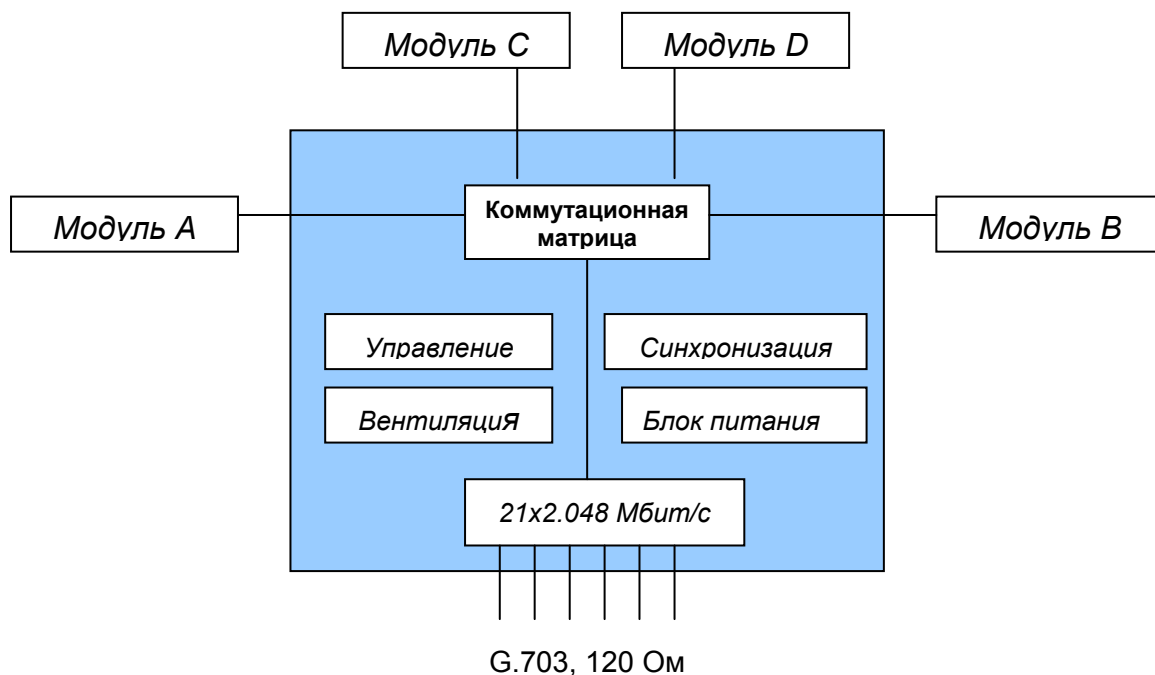 Модуль C
Модуль D
Модуль A
Коммутационная
матрица
Модуль B
Управление
Синхронизация
Вентиляция
Блок питания
21x2.048 Мбит/с
G.703, 120 Ом